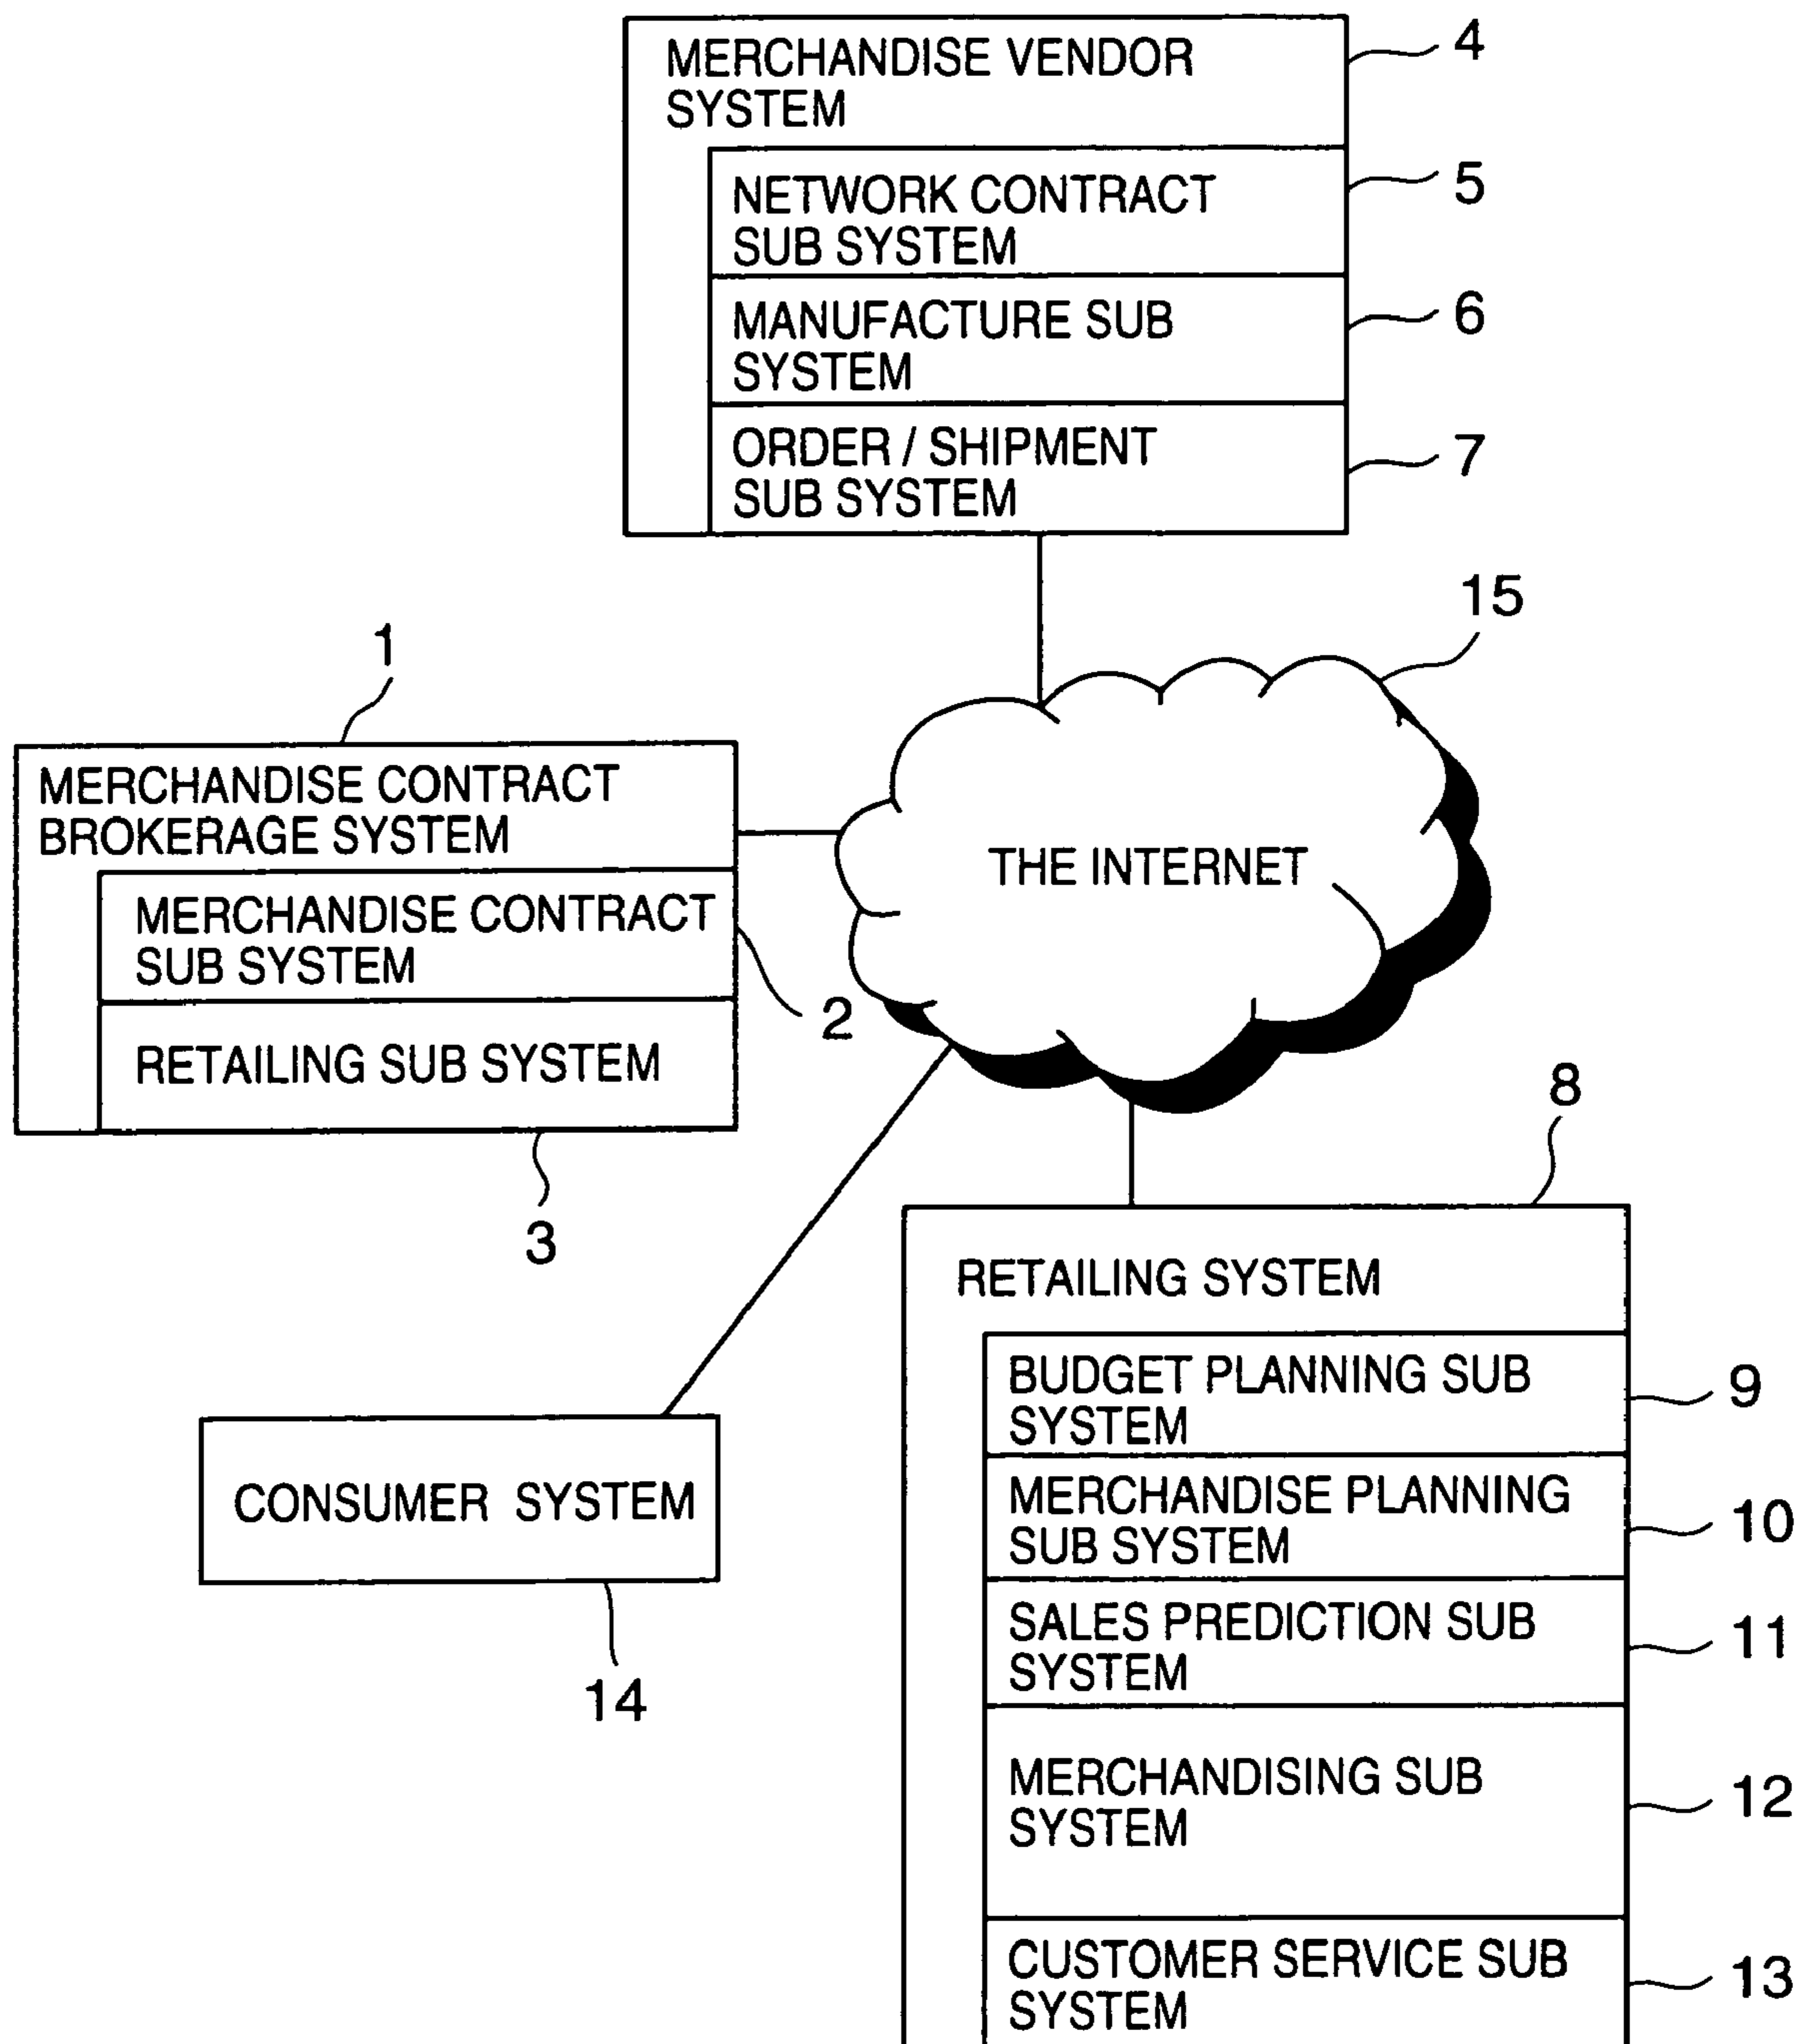 MERCHANDISE VENDOR
SYSTEM
4
NETWORK CONTRACT
SUB SYSTEM
5
MANUFACTURE SUB
SYSTEM
6
ORDER / SHIPMENT
SUB SYSTEM
7
15
1
MERCHANDISE CONTRACT
BROKERAGE SYSTEM
THE INTERNET
MERCHANDISE CONTRACT
SUB SYSTEM
2
RETAILING SUB SYSTEM
3
8
RETAILING SYSTEM
BUDGET PLANNING SUB
SYSTEM
9
MERCHANDISE PLANNING
SUB SYSTEM
10
CONSUMER SYSTEM
14
SALES PREDICTION SUB
SYSTEM
11
MERCHANDISING SUB
SYSTEM
12
CUSTOMER SERVICE SUB
SYSTEM
13